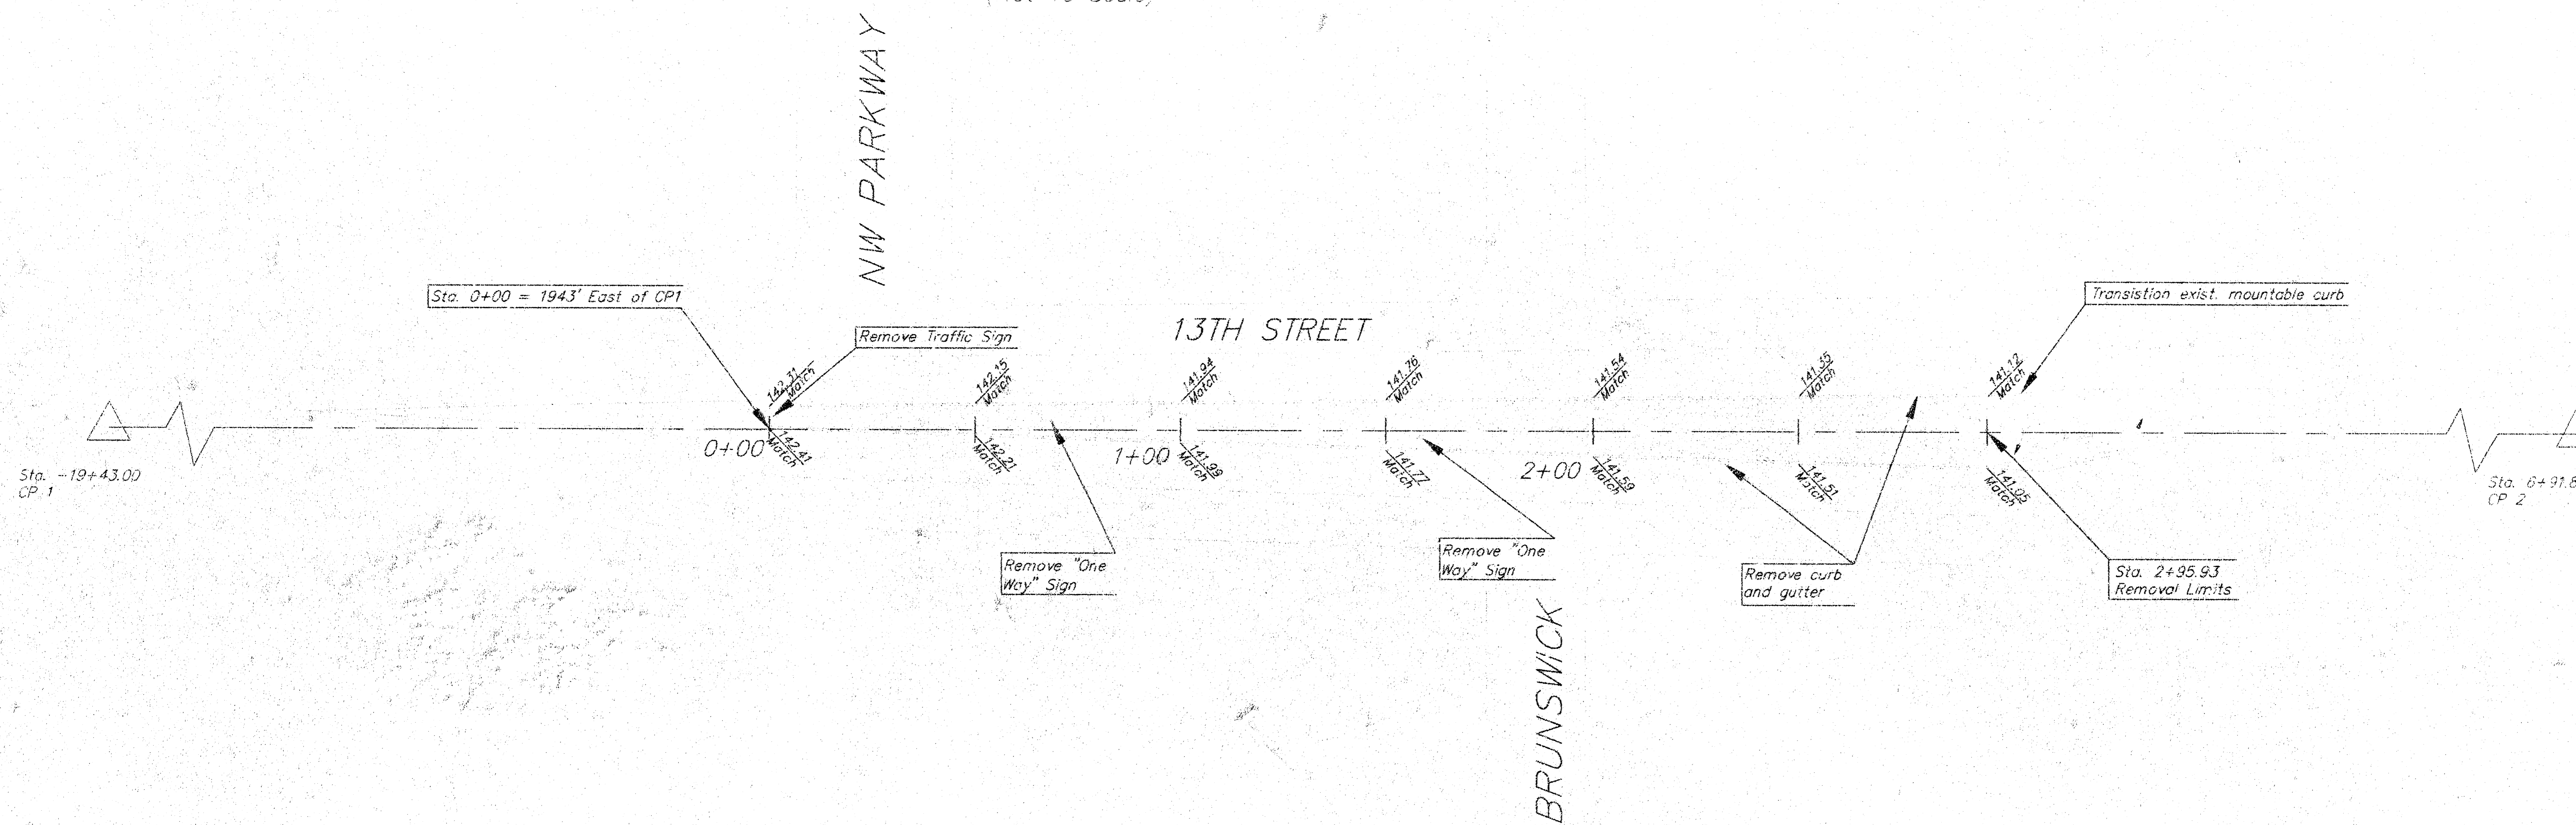 NW PARKWAY
Sta. 0+00 = 1943' East of CP1
Remove Traffic Sign
13TH STREET
Transistion exist. mountable curb
142.31
Match
142.15
Match
141.94
Match
141.76
Match
141.54
Match
141.35
Match
141.12
Match
0+00
142.41
Match
142.21
Match
1+00
141.99
Match
141.77
Match
2+00
141.59
Match
141.51
Match
141.05
Match
Sta. -19+43.00
CP 1
Sta. 6+91.8
CP 2
Remove "One
Way" Sign
Remove "One
Way" Sign
Remove curb
and gutter
Sta. 2+95.93
Removal Limits
BRUNSWICK